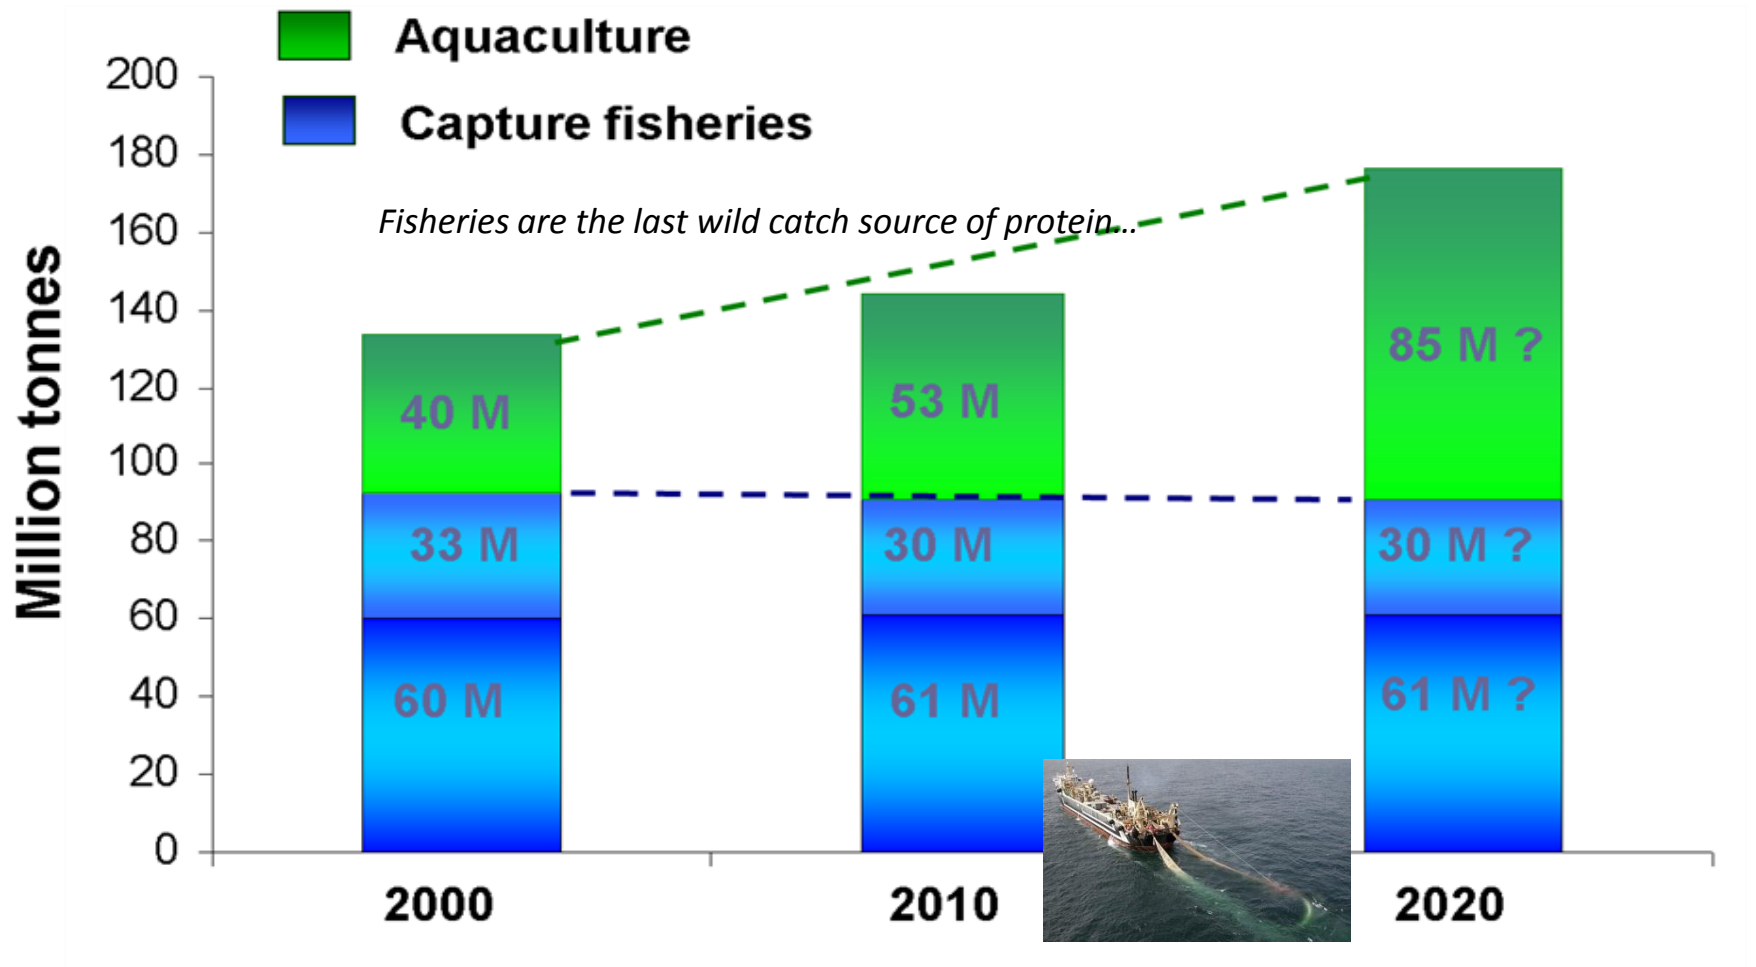 Aquaculture
Capture fisheries
Fisheries are the last wild catch source of protein...
Million tonnes
200
180
160
140
120
100
80
60
40
20
0
40 M
33 M
60 M
53 M
30 M
61 M
85 M ?
30 M ?
61 M ?
2000
2010
2020